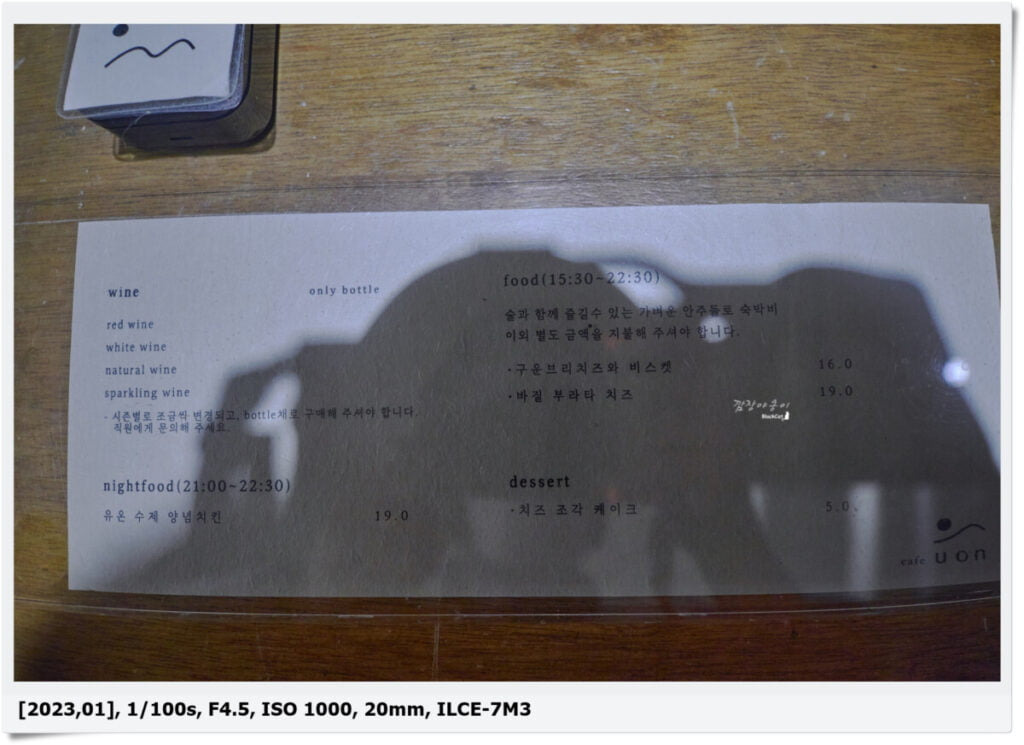 wine
only bottle
red wine
white wine
natural wine
sparkling wine
- 시즌별로 조금씩 변경되고, bottle채로 구매해 주셔야 합니다.
직원에게 문의해 주세요.
nightfood(21:00~22:30)
유온 수제 양념치킨 19.0
food(15:30~22:30)
술과 함께 즐길수 있는 가벼운 안주들로 숙박비
이외 별도 금액을 지불해 주셔야 합니다.
·구운브리치즈와 비스켓 16.0
·바질 부라타 치즈 19.0
깜장야옹이
BlackCat
dessert
·치즈 조각 케이크 5.0
cafe uon
[2023,01], 1/100s, F4.5, ISO 1000, 20mm, ILCE-7M3